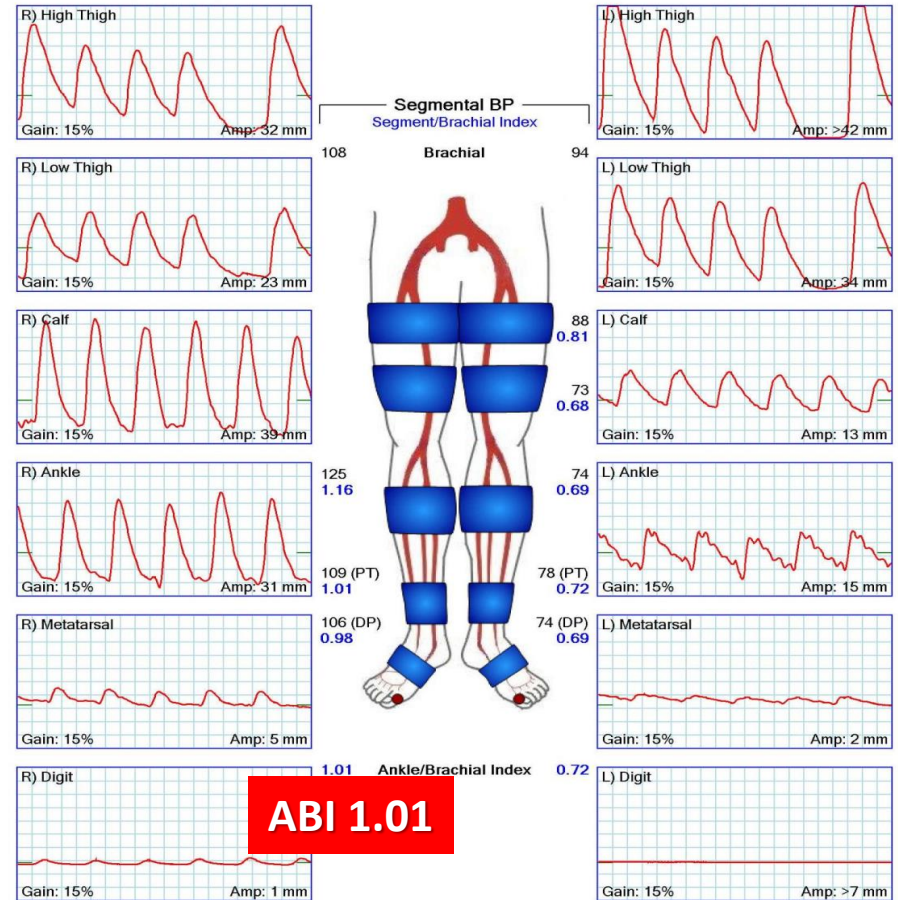 R) High Thigh
Gain: 15% Amp: 32 mm
R) Low Thigh
Gain: 15% Amp: 23 mm
R) Calf
Gain: 15% Amp: 39 mm
R) Ankle
Gain: 15% Amp: 31 mm
R) Metatarsal
Gain: 15% Amp: 5 mm
R) Digit
Gain: 15% Amp: 1 mm
Segmental BP
Segment/Brachial Index
108 Brachial 94
88
0.81
73
0.68
125 74
1.16 0.69
109 (PT) 78 (PT)
1.01 0.72
106 (DP) 74 (DP)
0.98 0.69
1.01 Ankle/Brachial Index 0.72
ABI 1.01
L) High Thigh
Gain: 15% Amp: >42 mm
L) Low Thigh
Gain: 15% Amp: 34 mm
L) Calf
Gain: 15% Amp: 13 mm
L) Ankle
Gain: 15% Amp: 15 mm
L) Metatarsal
Gain: 15% Amp: 2 mm
L) Digit
Gain: 15% Amp: >7 mm